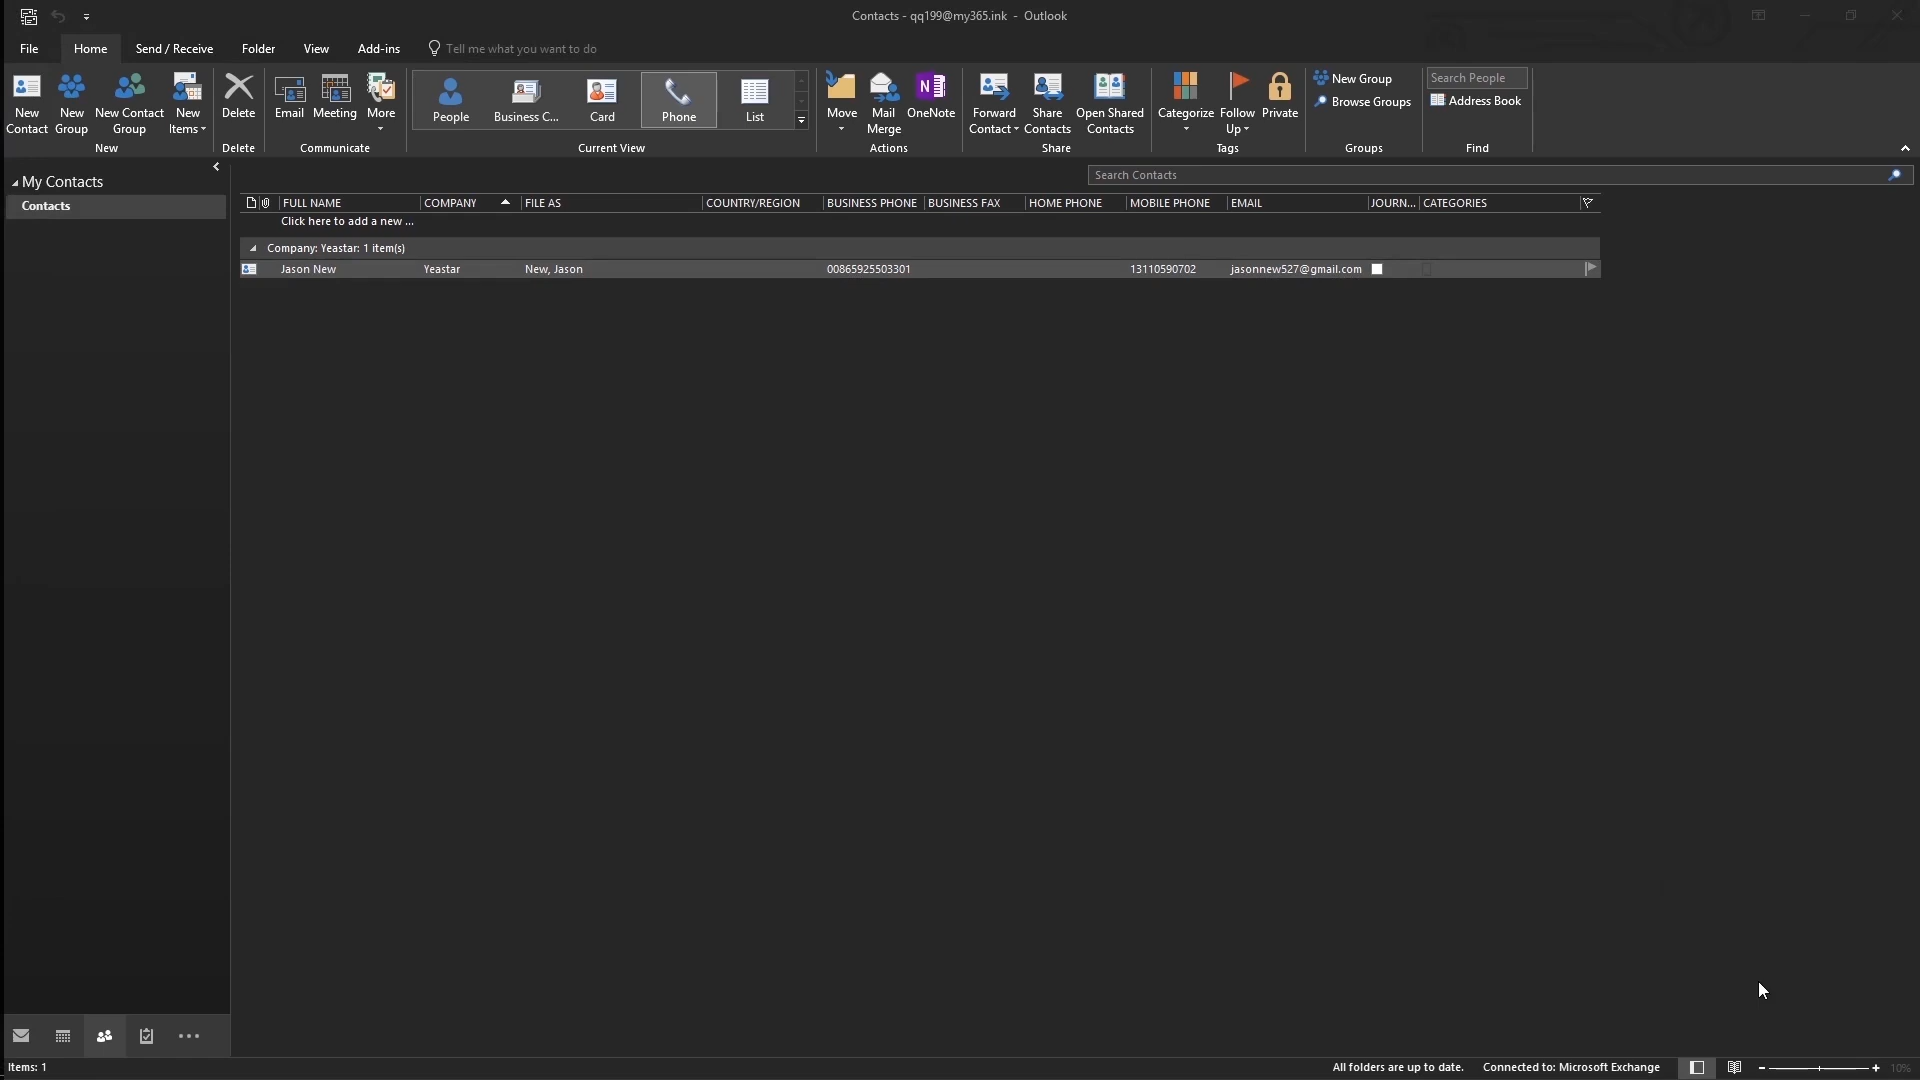 Contacts - qq199@my365.ink - Outlook
File Home Send / Receive Folder View Add-ins Tell me what you want to do
New Contact
New Group
New Contact Group
New Items
New
Delete
Delete
Email
Meeting
More
Communicate
People
Business C...
Card
Phone
List
Current View
Move
Mail Merge
OneNote
Actions
Forward Contact
Share Contacts
Open Shared Contacts
Share
Categorize
Follow Up
Private
Tags
New Group
Browse Groups
Groups
Search People
Address Book
Find
My Contacts
Contacts
Search Contacts
FULL NAME COMPANY FILE AS COUNTRY/REGION BUSINESS PHONE BUSINESS FAX HOME PHONE MOBILE PHONE EMAIL JOURN... CATEGORIES
Click here to add a new ...
Company: Yeastar: 1 item(s)
Jason New Yeastar New, Jason 00865925503301 13110590702 jasonnew527@gmail.com
Items: 1
All folders are up to date. Connected to: Microsoft Exchange 10%